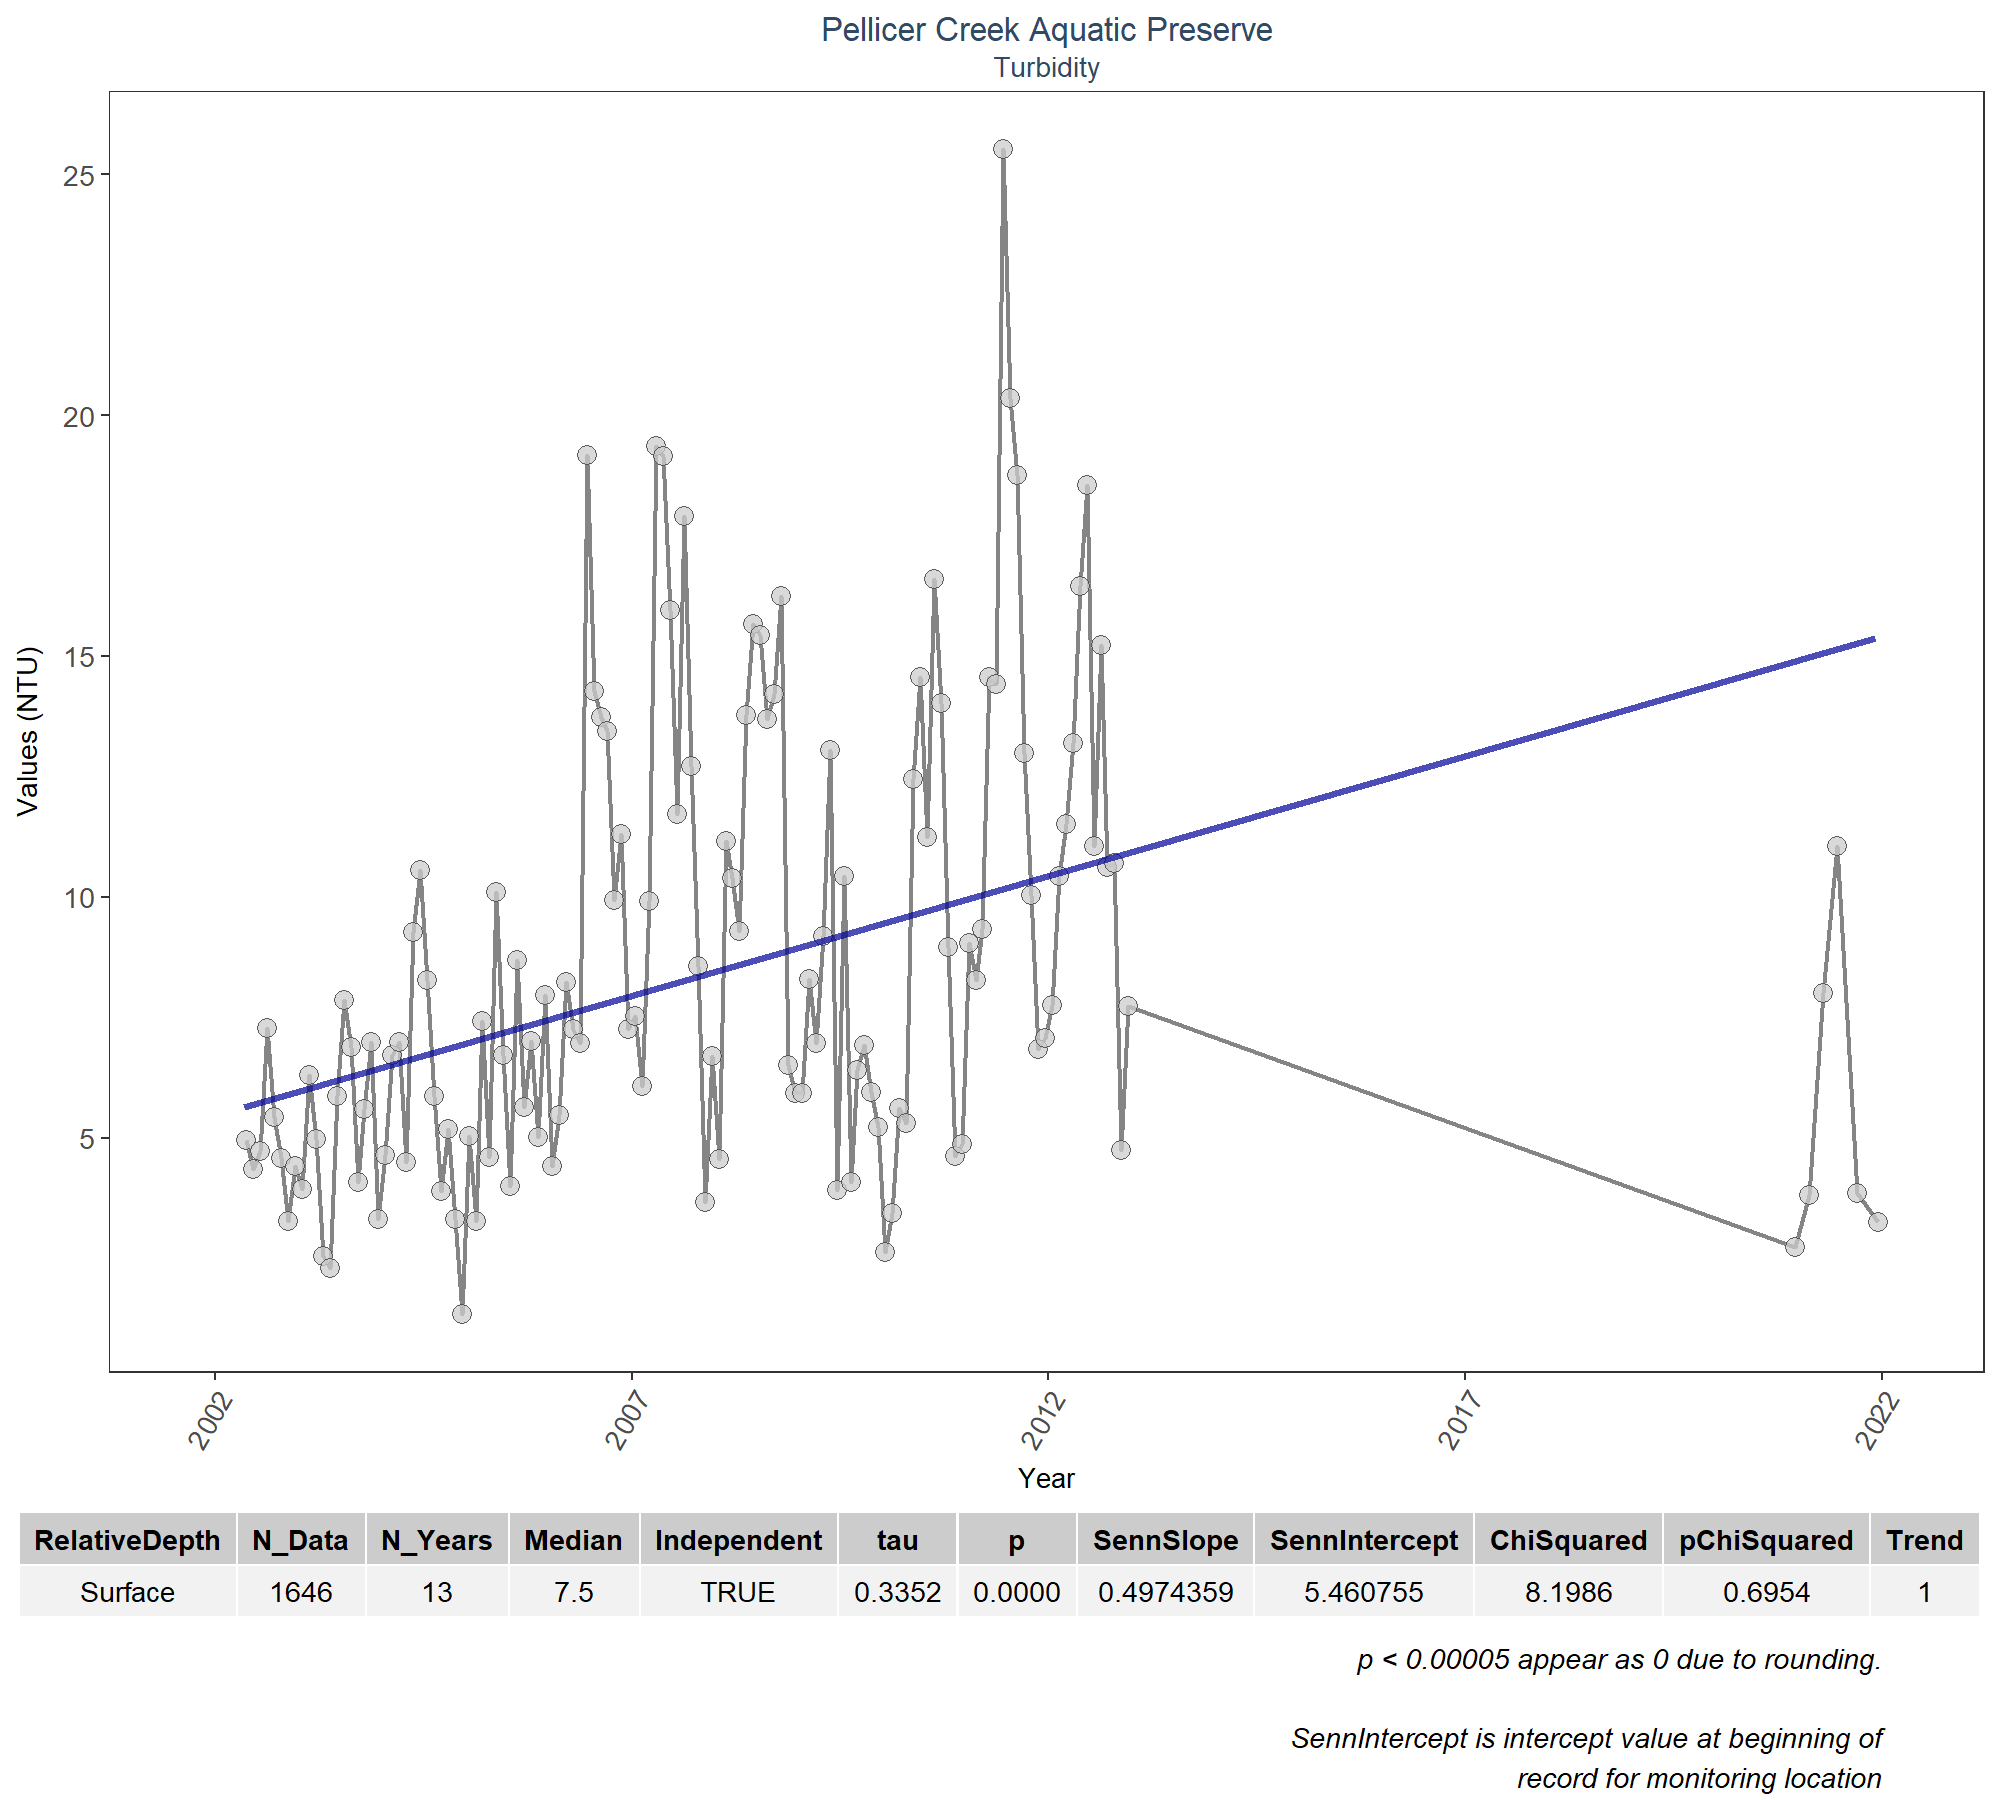 Pellicer Creek Aquatic Preserve
Turbidity
Values (NTU)
25
20
15
10
5
2002 2007 2012 2017 2022
Year
RelativeDepth N_Data N_Years Median Independent tau p SennSlope SennIntercept ChiSquared pChiSquared Trend
Surface 1646 13 7.5 TRUE 0.3352 0.0000 0.4974359 5.460755 8.1986 0.6954 1
p < 0.00005 appear as 0 due to rounding.
SennIntercept is intercept value at beginning of
record for monitoring location